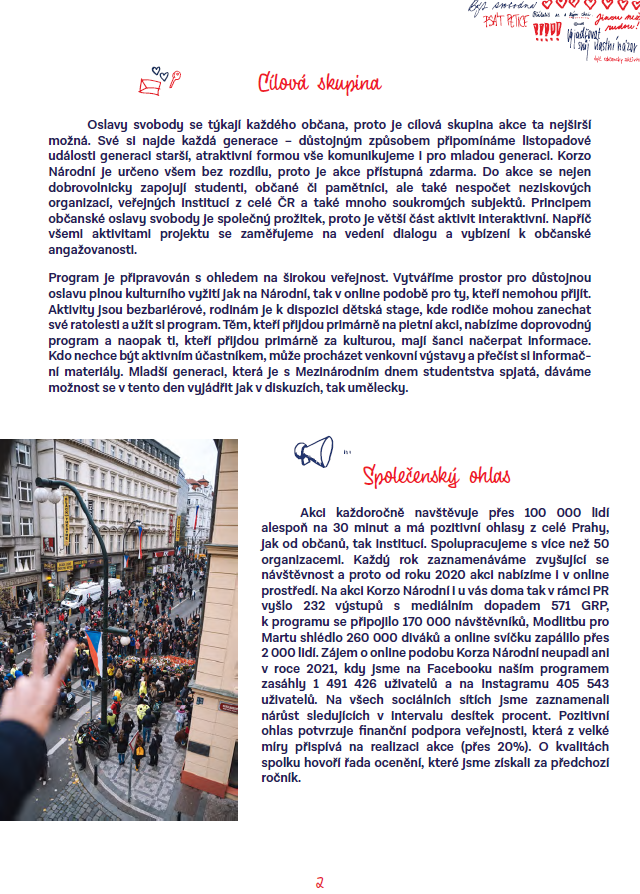 Být svobodný
PSÁT PETICE
Jinou než
rudou!
!!!!!
Vyjadřovat
svůj vlastní názor
být občansky aktivní
Cílová skupina
Oslavy svobody se týkají každého občana, proto je cílová skupina akce ta nejširší
možná. Své si najde každá generace – důstojným způsobem připomínáme listopadové
události generaci starší, atraktivní formou vše komunikujeme i pro mladou generaci. Korzo
Národní je určeno všem bez rozdílu, proto je akce přístupná zdarma. Do akce se nejen
dobrovolnicky zapojují studenti, občané či pamětníci, ale také nespočet neziskových
organizací, veřejných institucí z celé ČR a také mnoho soukromých subjektů. Principem
občanské oslavy svobody je společný prožitek, proto je větší část aktivit interaktivní. Napříč
všemi aktivitami projektu se zaměřujeme na vedení dialogu a vybízení k občanské
angažovanosti.
Program je připravován s ohledem na širokou veřejnost. Vytváříme prostor pro důstojnou
oslavu plnou kulturního vyžití jak na Národní, tak v online podobě pro ty, kteří nemohou přijít.
Aktivity jsou bezbariérové, rodinám je k dispozici dětská stage, kde rodiče mohou zanechat
své ratolesti a užít si program. Těm, kteří přijdou primárně na pietní akci, nabízíme doprovodný
program a naopak ti, kteří přijdou primárně za kulturou, mají šanci načerpat informace.
Kdo nechce být aktivním účastníkem, může procházet venkovní výstavy a přečíst si informač-
ní materiály. Mladší generaci, která je s Mezinárodním dnem studentstva spjatá, dáváme
možnost se v tento den vyjádřit jak v diskuzích, tak umělecky.
Společenský ohlas
Akci každoročně navštěvuje přes 100 000 lidí
alespoň na 30 minut a má pozitivní ohlasy z celé Prahy,
jak od občanů, tak institucí. Spolupracujeme s více než 50
organizacemi. Každý rok zaznamenáváme zvyšující se
návštěvnost a proto od roku 2020 akci nabízíme i v online
prostředí. Na akci Korzo Národní i u vás doma tak v rámci PR
vyšlo 232 výstupů s mediálním dopadem 571 GRP,
k programu se připojilo 170 000 návštěvníků, Modlitbu pro
Martu shlédlo 260 000 diváků a online svíčku zapálilo přes
2 000 lidí. Zájem o online podobu Korza Národní neupadl ani
v roce 2021, kdy jsme na Facebooku naším programem
zasáhly 1 491 426 uživatelů a na Instagramu 405 543
uživatelů. Na všech sociálních sítích jsme zaznamenali
nárůst sledujících v intervalu desítek procent. Pozitivní
ohlas potvrzuje finanční podpora veřejnosti, která z velké
míry přispívá na realizaci akce (přes 20%). O kvalitách
spolku hovoří řada ocenění, které jsme získali za předchozí
ročník.
2